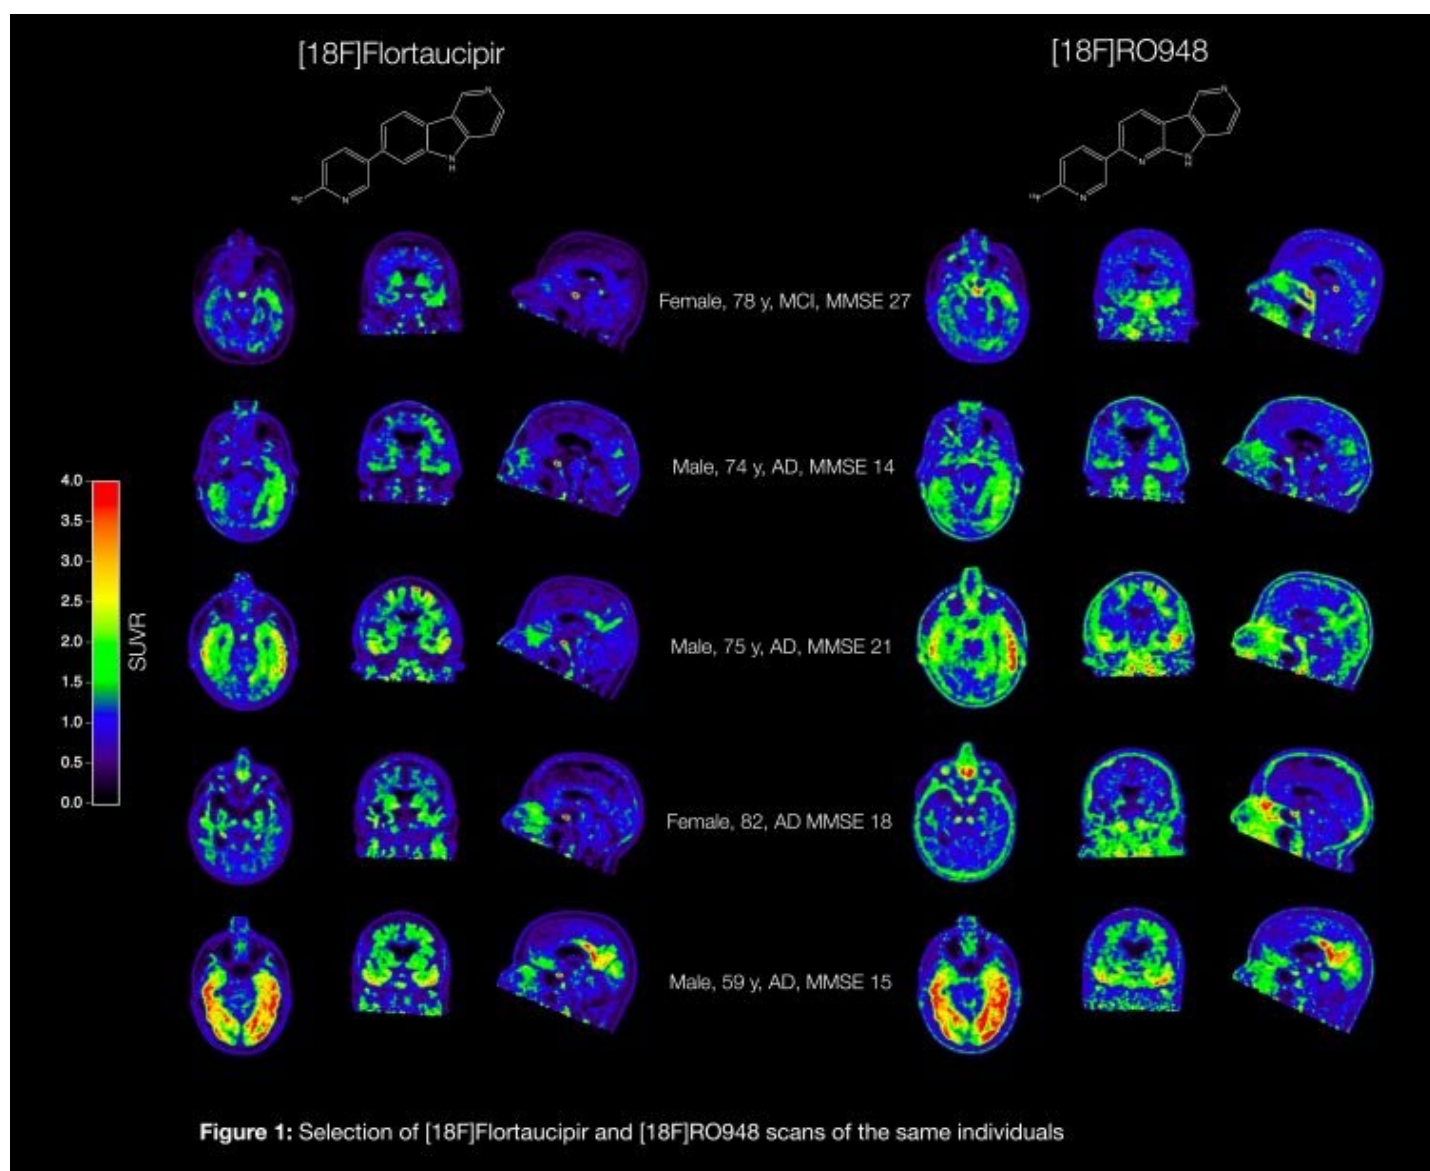 [18F]Flortaucipir
[18F]RO948
N
N
H
N
18F
N
N
N
H
N
18F
Female, 78 y, MCI, MMSE 27
Male, 74 y, AD, MMSE 14
4.0
3.5
3.0
2.5
2.0
1.5
1.0
0.5
0.0
SUVR
Male, 75 y, AD, MMSE 21
Female, 82, AD MMSE 18
Male, 59 y, AD, MMSE 15
Figure 1: Selection of [18F]Flortaucipir and [18F]RO948 scans of the same individuals